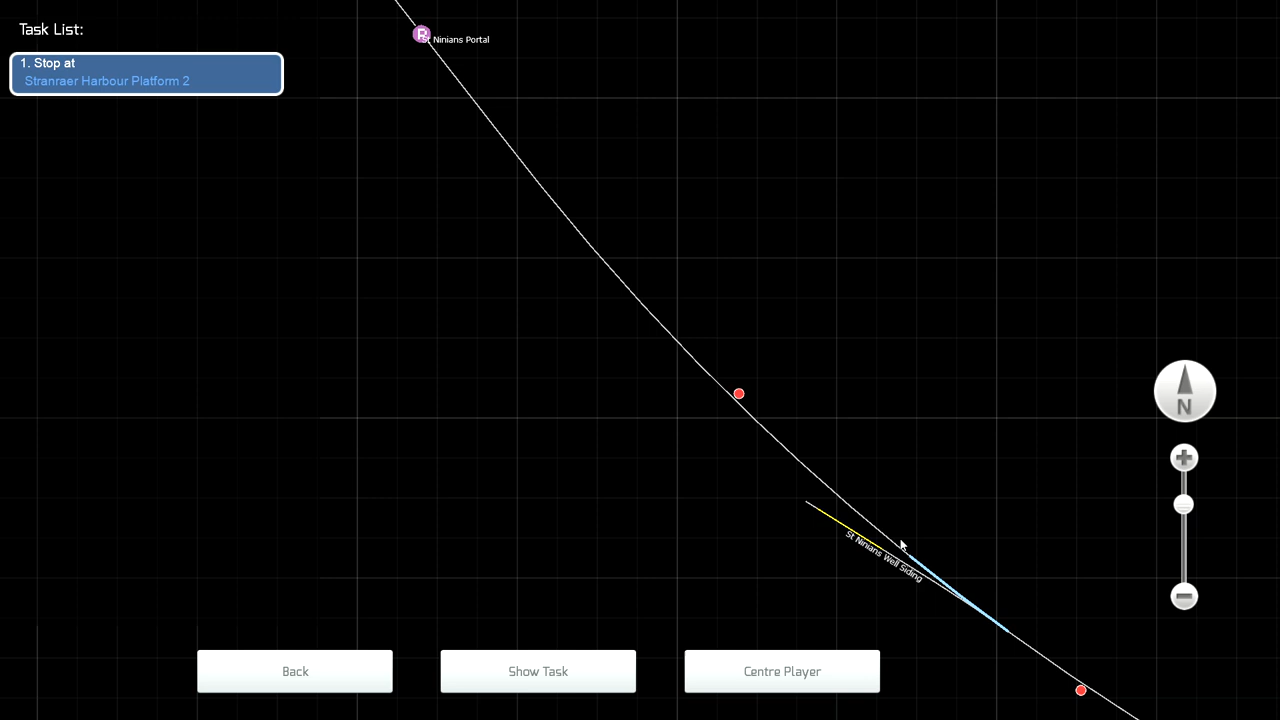 Task List:
1. Stop at
Stranraer Harbour Platform 2
R
St Ninians Portal
St Ninians Well Siding
N
Back
Show Task
Centre Player